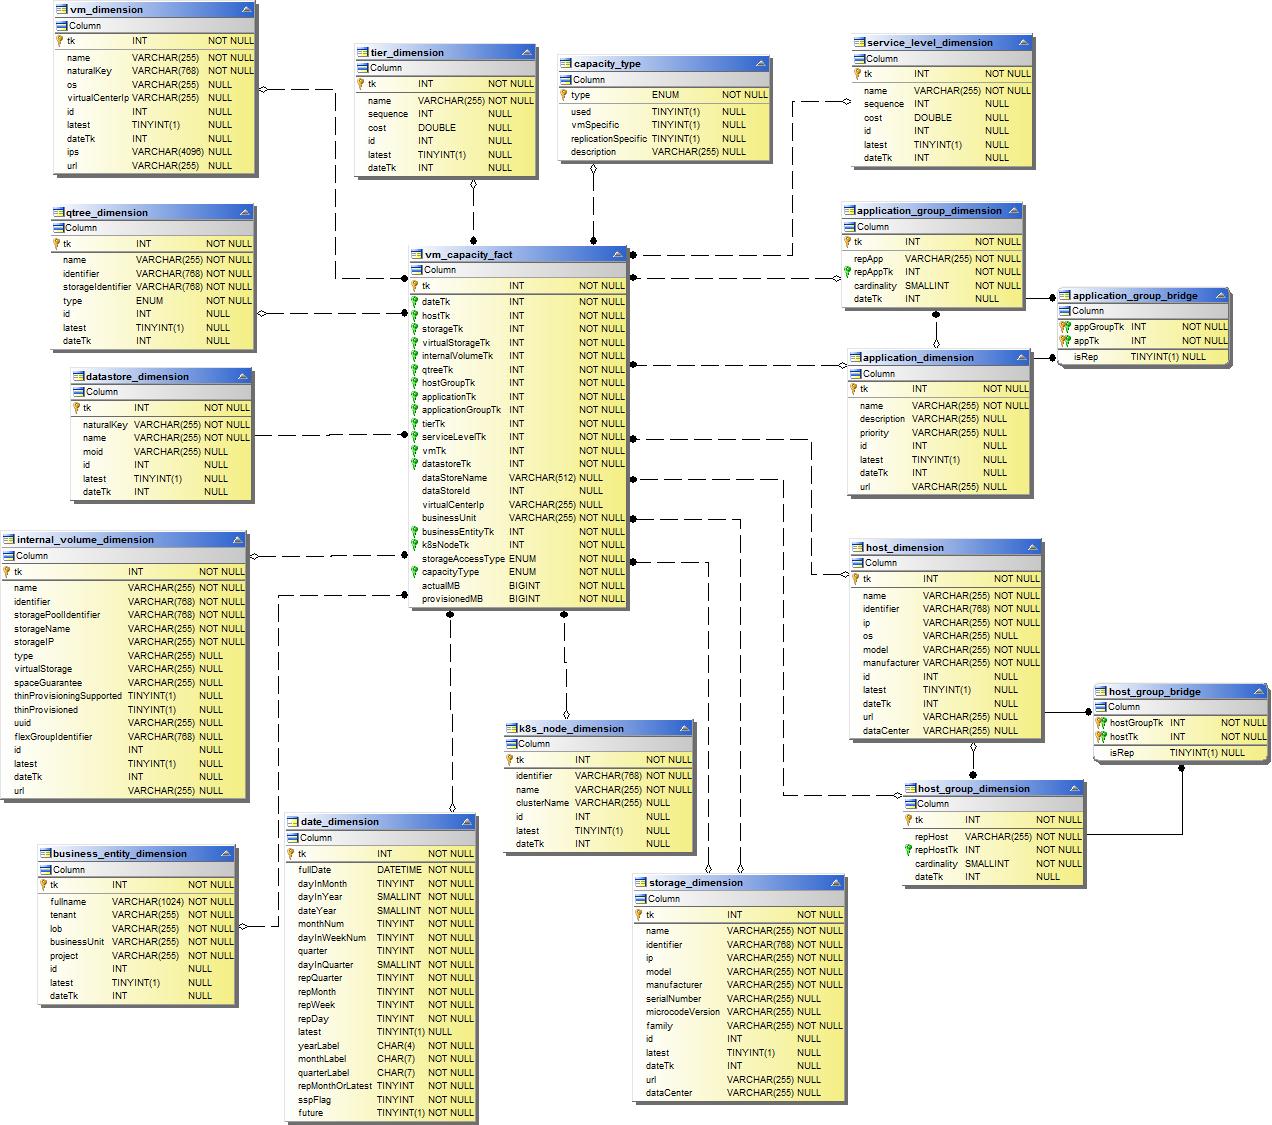 vm_dimension
Column
tk INT NOT NULL
name VARCHAR(255) NOT NULL
naturalKey VARCHAR(768) NOT NULL
os VARCHAR(255) NULL
virtualCenterIp VARCHAR(255) NULL
id INT NULL
latest TINYINT(1) NULL
dateTk INT NULL
ips VARCHAR(4096) NULL
url VARCHAR(255) NULL
tier_dimension
Column
tk INT NOT NULL
name VARCHAR(255) NOT NULL
sequence INT NULL
cost DOUBLE NULL
id INT NULL
latest TINYINT(1) NULL
dateTk INT NULL
capacity_type
Column
type ENUM NOT NULL
used TINYINT(1) NULL
vmSpecific TINYINT(1) NULL
replicationSpecific TINYINT(1) NULL
description VARCHAR(255) NULL
service_level_dimension
Column
tk INT NOT NULL
name VARCHAR(255) NOT NULL
sequence INT NULL
cost DOUBLE NULL
id INT NULL
latest TINYINT(1) NULL
dateTk INT NULL
qtree_dimension
Column
tk INT NOT NULL
name VARCHAR(255) NOT NULL
identifier VARCHAR(768) NOT NULL
storageIdentifier VARCHAR(768) NOT NULL
type ENUM NOT NULL
id INT NULL
latest TINYINT(1) NULL
dateTk INT NULL
vm_capacity_fact
Column
tk INT NOT NULL
dateTk INT NOT NULL
hostTk INT NOT NULL
storageTk INT NOT NULL
virtualStorageTk INT NOT NULL
internalVolumeTk INT NOT NULL
qtreeTk INT NOT NULL
hostGroupTk INT NOT NULL
applicationTk INT NOT NULL
applicationGroupTk INT NOT NULL
tierTk INT NOT NULL
serviceLevelTk INT NOT NULL
vmTk INT NOT NULL
datastoreTk INT NOT NULL
dataStoreName VARCHAR(512) NULL
dataStoreId INT NULL
virtualCenterIp VARCHAR(255) NULL
businessUnit VARCHAR(255) NOT NULL
businessEntityTk INT NOT NULL
k8sNodeTk INT NOT NULL
storageAccessType ENUM NOT NULL
capacityType ENUM NOT NULL
actualMB BIGINT NOT NULL
provisionedMB BIGINT NOT NULL
application_group_dimension
Column
tk INT NOT NULL
repApp VARCHAR(255) NOT NULL
repAppTk INT NOT NULL
cardinality SMALLINT NOT NULL
dateTk INT NULL
application_group_bridge
Column
appGroupTk INT NOT NULL
appTk INT NOT NULL
isRep TINYINT(1) NULL
application_dimension
Column
tk INT NOT NULL
name VARCHAR(255) NOT NULL
description VARCHAR(255) NULL
priority VARCHAR(255) NULL
id INT NULL
latest TINYINT(1) NULL
dateTk INT NULL
url VARCHAR(255) NULL
datastore_dimension
Column
tk INT NOT NULL
naturalKey VARCHAR(255) NOT NULL
name VARCHAR(255) NOT NULL
moid VARCHAR(255) NULL
id INT NULL
latest TINYINT(1) NULL
dateTk INT NULL
internal_volume_dimension
Column
tk INT NOT NULL
name VARCHAR(255) NOT NULL
identifier VARCHAR(768) NOT NULL
storagePoolIdentifier VARCHAR(768) NOT NULL
storageName VARCHAR(255) NOT NULL
storageIP VARCHAR(255) NOT NULL
type VARCHAR(255) NULL
virtualStorage VARCHAR(255) NULL
spaceGuarantee VARCHAR(255) NULL
thinProvisioningSupported TINYINT(1) NULL
thinProvisioned TINYINT(1) NULL
uuid VARCHAR(255) NULL
flexGroupIdentifier VARCHAR(768) NULL
id INT NULL
latest TINYINT(1) NULL
dateTk INT NULL
url VARCHAR(255) NULL
host_dimension
Column
tk INT NOT NULL
name VARCHAR(255) NOT NULL
identifier VARCHAR(768) NOT NULL
ip VARCHAR(255) NOT NULL
os VARCHAR(255) NULL
model VARCHAR(255) NOT NULL
manufacturer VARCHAR(255) NOT NULL
id INT NULL
latest TINYINT(1) NULL
dateTk INT NULL
url VARCHAR(255) NULL
dataCenter VARCHAR(255) NULL
host_group_bridge
Column
hostGroupTk INT NOT NULL
hostTk INT NOT NULL
isRep TINYINT(1) NULL
host_group_dimension
Column
tk INT NOT NULL
repHost VARCHAR(255) NOT NULL
repHostTk INT NOT NULL
cardinality SMALLINT NOT NULL
dateTk INT NULL
k8s_node_dimension
Column
tk INT NOT NULL
identifier VARCHAR(768) NOT NULL
name VARCHAR(255) NOT NULL
clusterName VARCHAR(255) NULL
id INT NULL
latest TINYINT(1) NULL
dateTk INT NULL
date_dimension
Column
tk INT NOT NULL
fullDate DATETIME NOT NULL
dayInMonth TINYINT NOT NULL
dayInYear SMALLINT NOT NULL
dateYear SMALLINT NOT NULL
monthNum TINYINT NOT NULL
dayInWeekNum TINYINT NOT NULL
quarter TINYINT NOT NULL
dayInQuarter SMALLINT NOT NULL
repQuarter TINYINT NOT NULL
repMonth TINYINT NOT NULL
repWeek TINYINT NOT NULL
repDay TINYINT NOT NULL
latest TINYINT(1) NULL
yearLabel CHAR(4) NOT NULL
monthLabel CHAR(7) NOT NULL
quarterLabel CHAR(7) NOT NULL
repMonthOrLatest TINYINT NOT NULL
sspFlag TINYINT NOT NULL
future TINYINT(1) NOT NULL
business_entity_dimension
Column
tk INT NOT NULL
fullname VARCHAR(1024) NOT NULL
tenant VARCHAR(255) NOT NULL
lob VARCHAR(255) NOT NULL
businessUnit VARCHAR(255) NOT NULL
project VARCHAR(255) NOT NULL
id INT NULL
latest TINYINT(1) NULL
dateTk INT NULL
storage_dimension
Column
tk INT NOT NULL
name VARCHAR(255) NOT NULL
identifier VARCHAR(768) NOT NULL
ip VARCHAR(255) NOT NULL
model VARCHAR(255) NOT NULL
manufacturer VARCHAR(255) NOT NULL
serialNumber VARCHAR(255) NULL
microcodeVersion VARCHAR(255) NULL
family VARCHAR(255) NOT NULL
id INT NULL
latest TINYINT(1) NULL
dateTk INT NULL
url VARCHAR(255) NULL
dataCenter VARCHAR(255) NULL